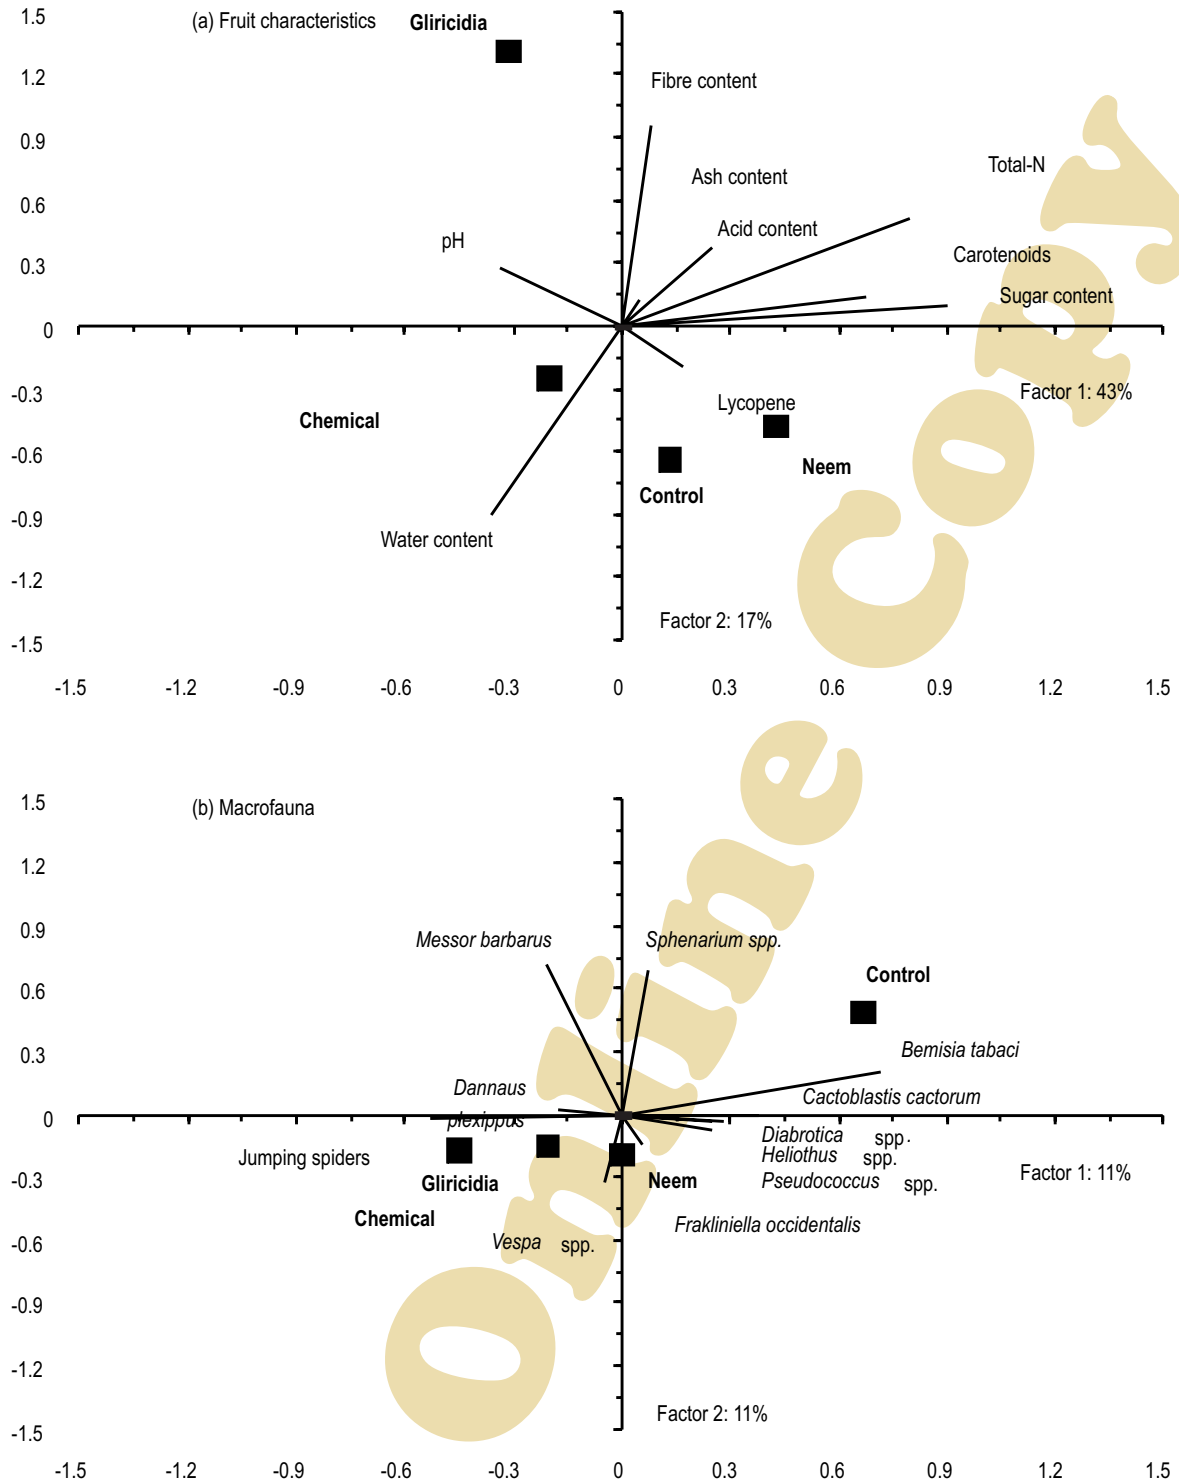 1.5
(a) Fruit characteristics
Gliricidia
1.2
Fibre content
0.9
Total-N
Ash content
0.6
Acid content
pH
Carotenoids
0.3
Sugar content
0
-0.3
Factor 1: 43%
Lycopene
Chemical
-0.6
Neem
Control
-0.9
Water content
-1.2
Factor 2: 17%
-1.5
-1.5 -1.2 -0.9 -0.6 -0.3 0 0.3 0.6 0.9 1.2 1.5
1.5
(b) Macrofauna
1.2
0.9
Messor barbarus
Sphenarium spp.
Control
0.6
0.3
Bemisia tabaci
Dannaus
plexippus
Cactoblastis cactorum
0
Diabrotica spp.
Heliothus spp.
Jumping spiders
-0.3
Gliricidia
Neem
Pseudococcus spp.
Factor 1: 11%
Chemical
Frakliniella occidentalis
-0.6
Vespa spp.
-0.9
-1.2
Factor 2: 11%
-1.5
-1.5 -1.2 -0.9 -0.6 -0.3 0 0.3 0.6 0.9 1.2 1.5
Online Copy